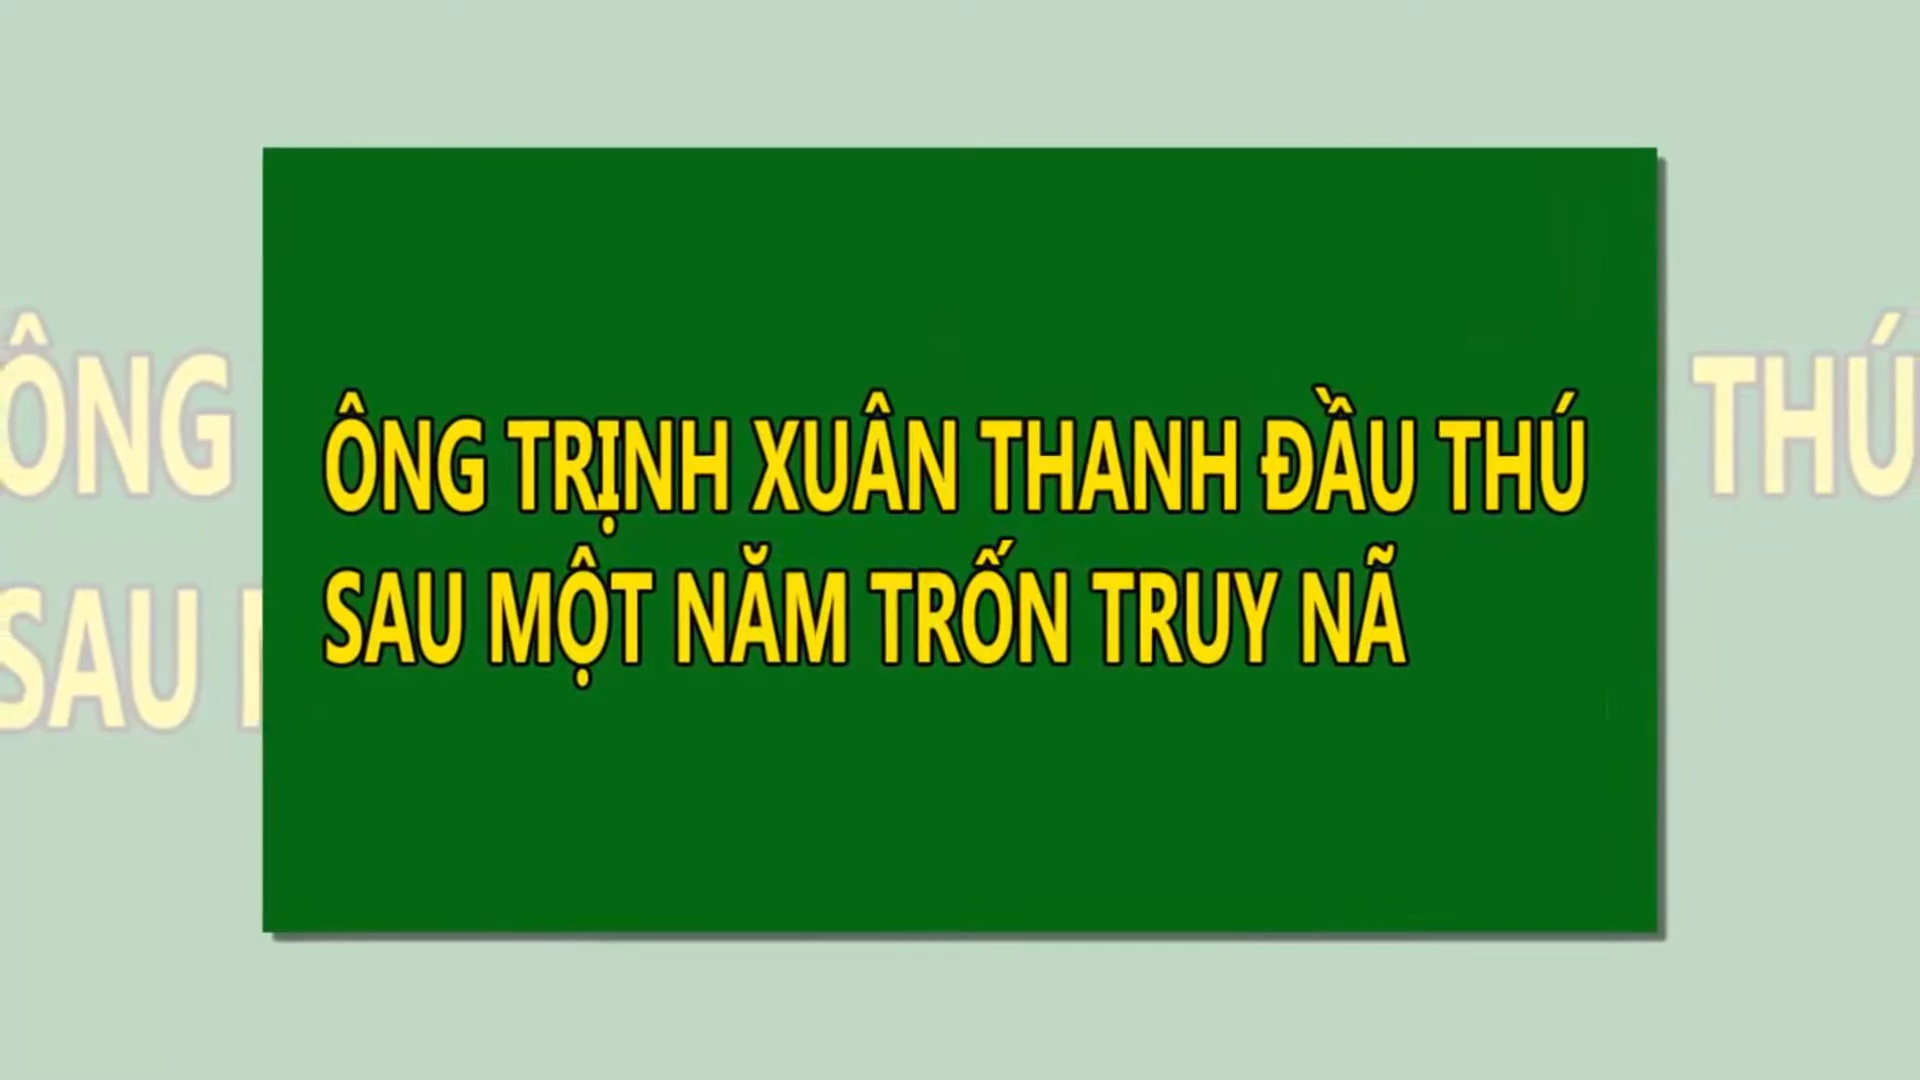 ÔNG TRỊNH XUÂN THANH ĐẦU THÚ
SAU MỘT NĂM TRỐN TRUY NÃ